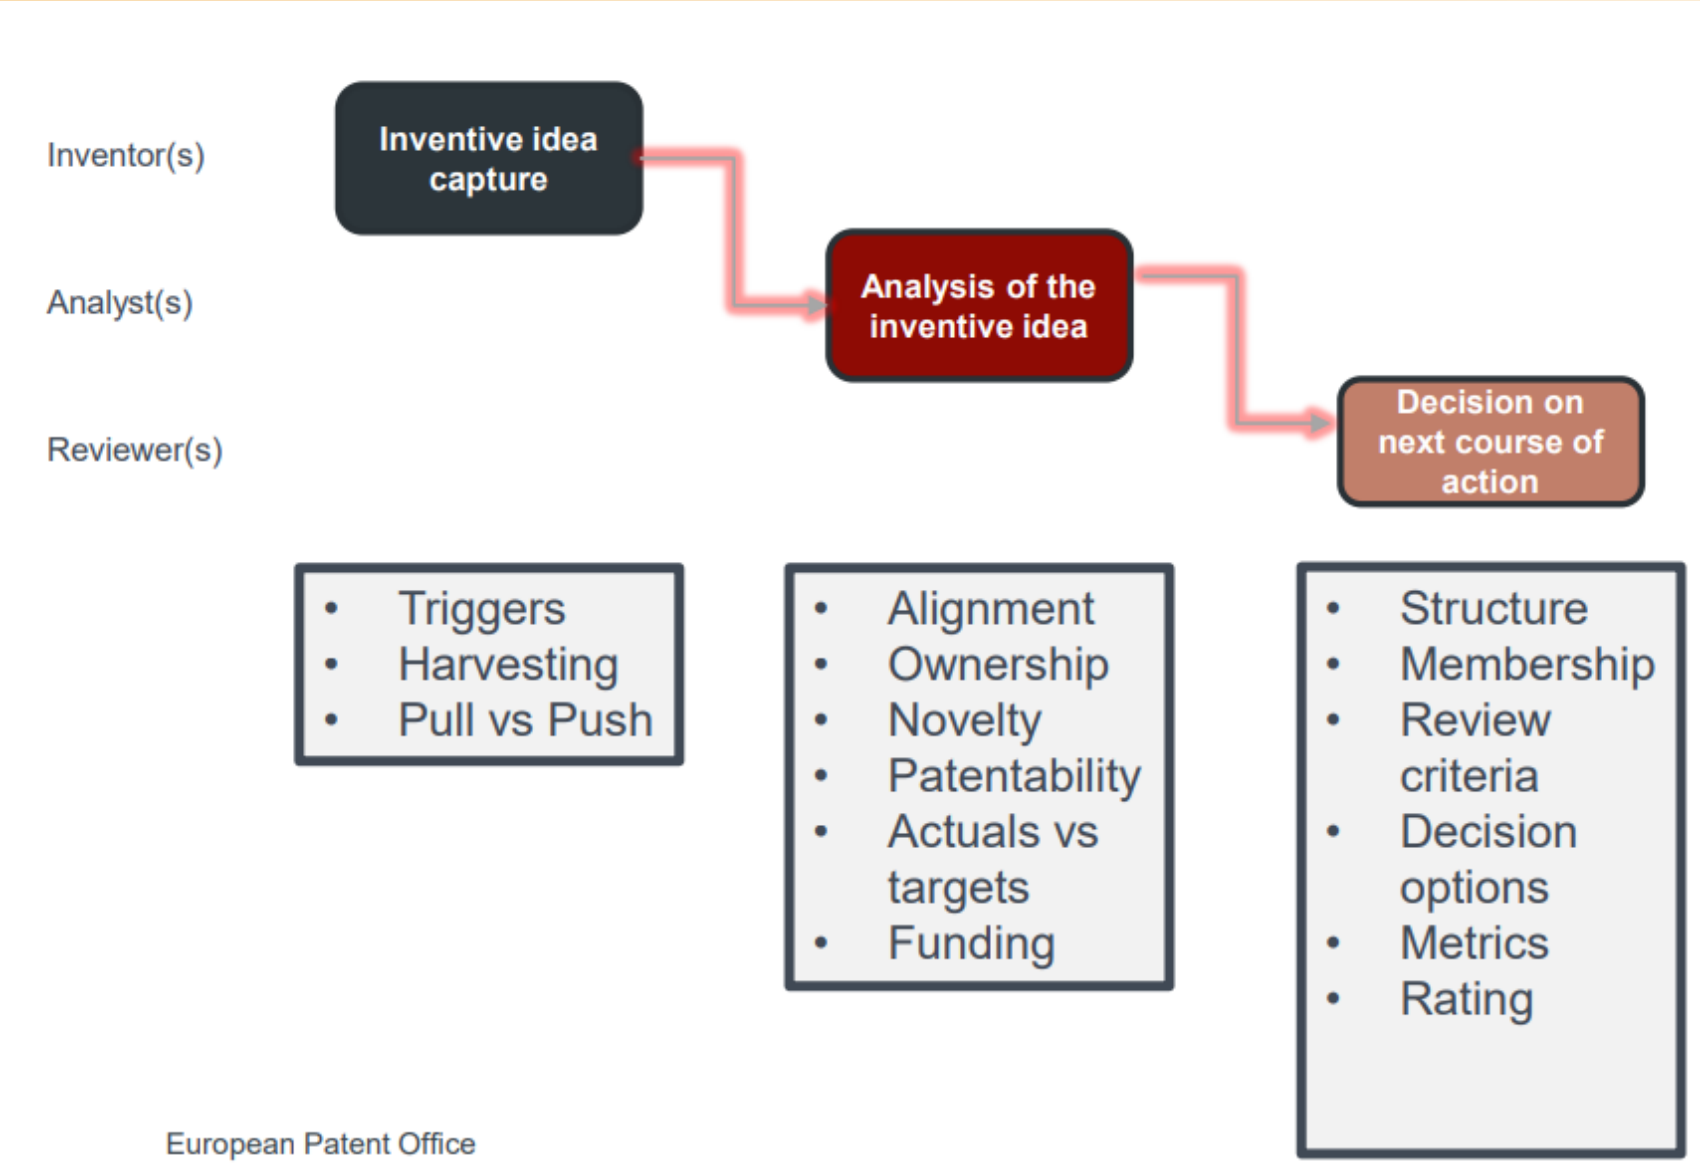 Inventor(s)
Inventive idea
capture
Analyst(s)
Analysis of the
inventive idea
Reviewer(s)
Decision on
next course of
action
• Triggers
• Harvesting
• Pull vs Push
• Alignment
• Ownership
• Novelty
• Patentability
• Actuals vs
targets
• Funding
• Structure
• Membership
• Review
criteria
• Decision
options
• Metrics
• Rating
European Patent Office